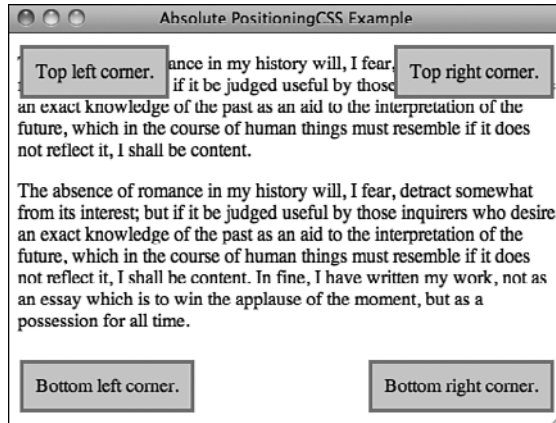 Absolute PositioningCSS Example
Top left corner.
ance in my history will, I fear,
Top right corner.
if it be judged useful by those
an exact knowledge of the past as an aid to the interpretation of the
future, which in the course of human things must resemble if it does
not reflect it, I shall be content.
The absence of romance in my history will, I fear, detract somewhat
from its interest; but if it be judged useful by those inquirers who desire
an exact knowledge of the past as an aid to the interpretation of the
future, which in the course of human things must resemble if it does
not reflect it, I shall be content. In fine, I have written my work, not as
an essay which is to win the applause of the moment, but as a
possession for all time.
Bottom left corner.
Bottom right corner.